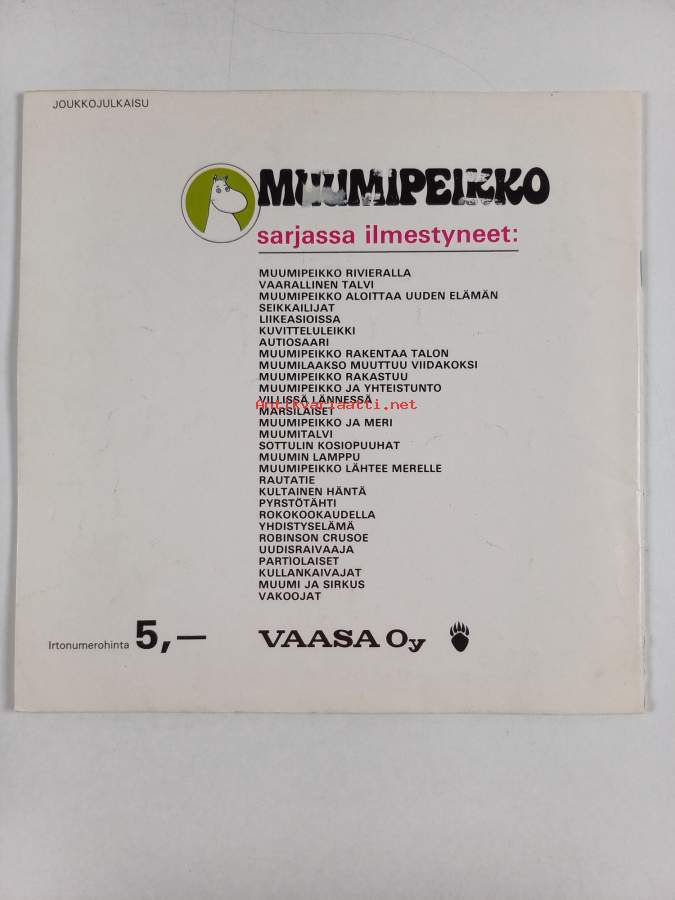 JOUKKOJULKAISU
MUUMIPEIKKO
sarjassa ilmestyneet:
MUUMIPEIKKO RIVIERALLA
VAARALLINEN TALVI
MUUMIPEIKKO ALOITTAA UUDEN ELÄMÄN
SEIKKAILIJAT
LIIKEASIOISSA
KUVITTELULEIKKI
AUTIOSAARI
MUUMIPEIKKO RAKENTAA TALON
MUUMILAAKSO MUUTTUU VIIDAKOKSI
MUUMIPEIKKO RAKASTUU
MUUMIPEIKKO JA YHTEISTUNTO
VILLISSÄ LÄNNESSÄ
Antikvariaatti.net
MARSILAISET
MUUMIPEIKKO JA MERI
MUUMITALVI
SOTTULIN KOSIOPUUHAT
MUUMIN LAMPPU
MUUMIPEIKKO LÄHTEE MERELLE
RAUTATIE
KULTAINEN HÄNTÄ
PYRSTÖTÄHTI
ROKOKOOKAUDELLA
YHDISTYSELÄMÄ
ROBINSON CRUSOE
UUDISRAIVAAJA
PARTIOLAISET
KULLANKAIVAJAT
MUUMI JA SIRKUS
VAKOOJAT
Irtonumerohinta 5,— VAASA Oy